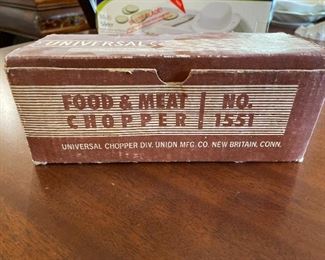 UNIVERSAL
FOOD & MEAT
CHOPPER
NO.
1551
UNIVERSAL CHOPPER DIV. UNION MFG. CO. NEW BRITAIN, CONN.